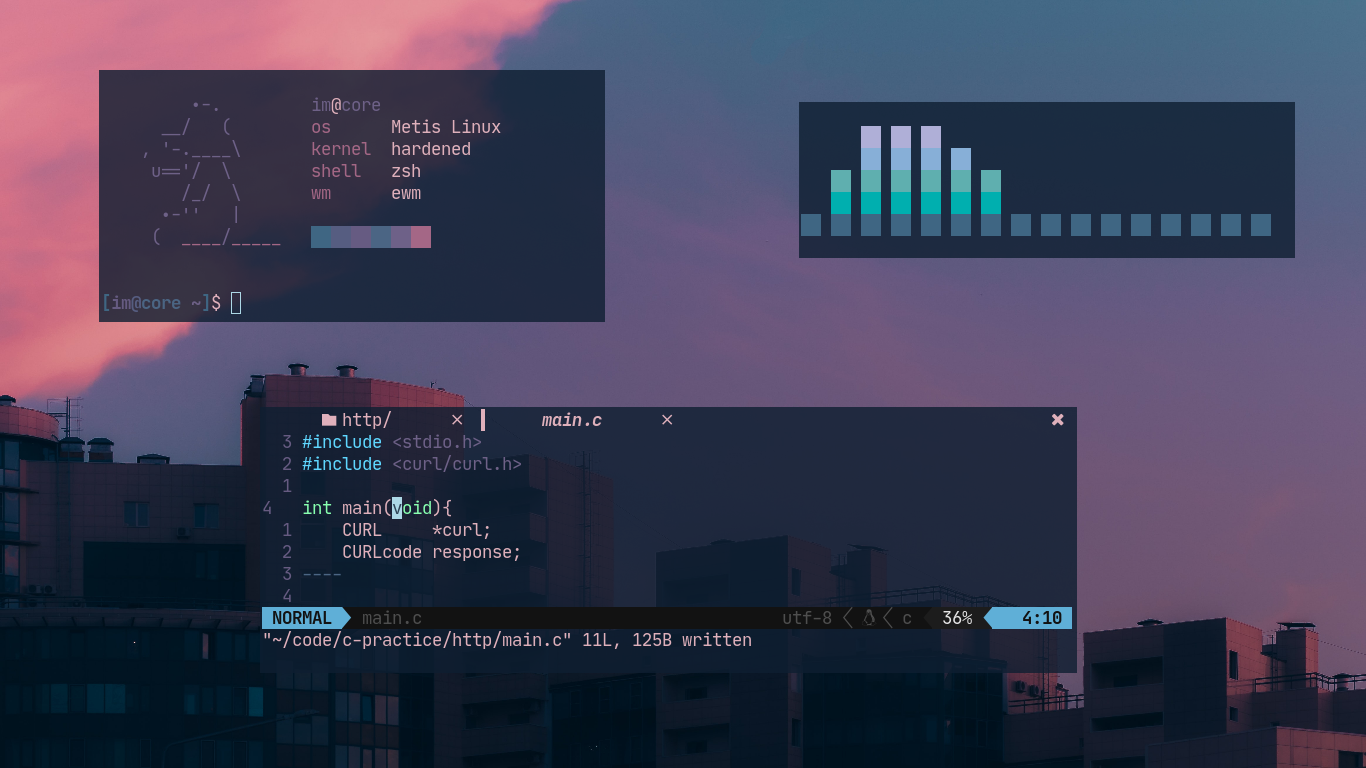 im@core
os Metis Linux
kernel hardened
shell zsh
wm ewm
[im@core ~]$
http/ × main.c × ✖
3 #include <stdio.h>
2 #include <curl/curl.h>
1
4 int main(void){
1 CURL *curl;
2 CURLcode response;
3 ----
4
NORMAL main.c utf-8 c 36% 4:10
"~/code/c-practice/http/main.c" 11L, 125B written